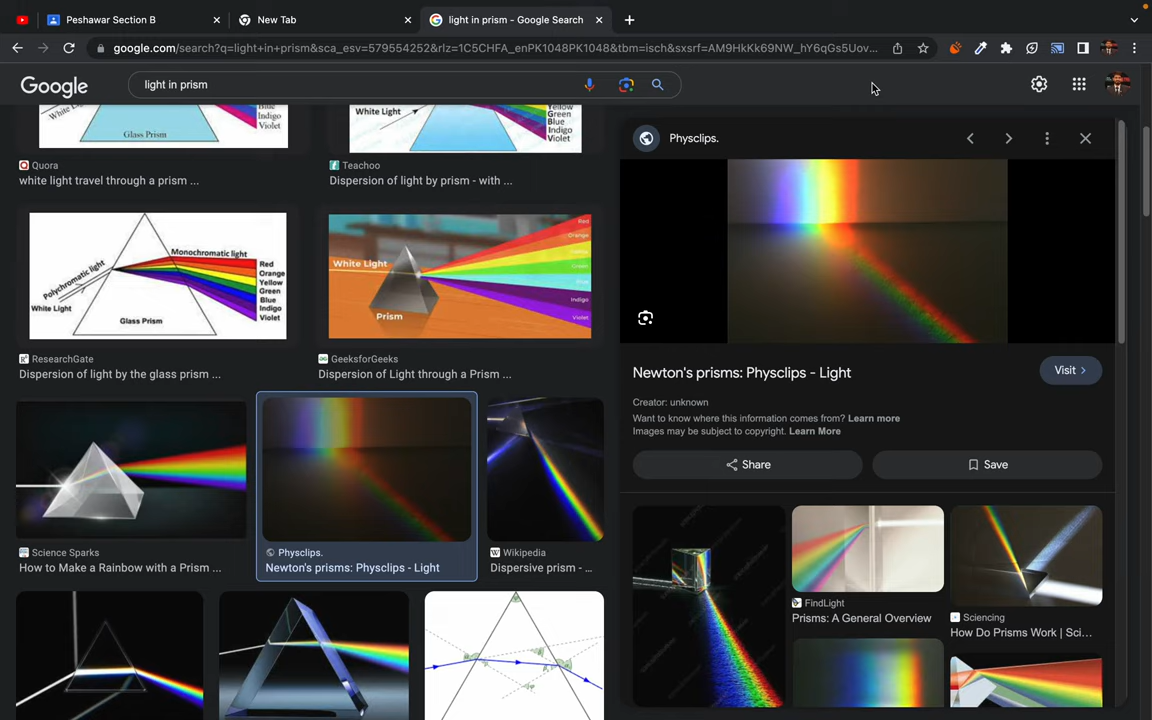 Peshawar Section B
New Tab
light in prism - Google Search
google.com/search?q=light+in+prism&sca_esv=579554252&rlz=1C5CHFA_enPK1048PK1048&tbm=isch&sxsrf=AM9HkKk69NW_hY6qGs5Uov...
Google
light in prism
White Light
Glass Prism
Indigo
Violet
White Light
Yellow
Green
Blue
Indigo
Violet
Quora
white light travel through a prism ...
Teachoo
Dispersion of light by prism - with ...
Polychromatic light
White Light
Monochromatic light
Red
Orange
Yellow
Green
Blue
Indigo
Violet
Glass Prism
White Light
Prism
Red
Orange
Green
Indigo
Violet
ResearchGate
Dispersion of light by the glass prism ...
GeeksforGeeks
Dispersion of Light through a Prism ...
Science Sparks
How to Make a Rainbow with a Prism ...
Physclips.
Newton's prisms: Physclips - Light
Wikipedia
Dispersive prism - ...
Physclips.
Newton's prisms: Physclips - Light
Visit
Creator: unknown
Want to know where this information comes from? Learn more
Images may be subject to copyright. Learn More
Share
Save
FindLight
Prisms: A General Overview
Sciencing
How Do Prisms Work | Sci...